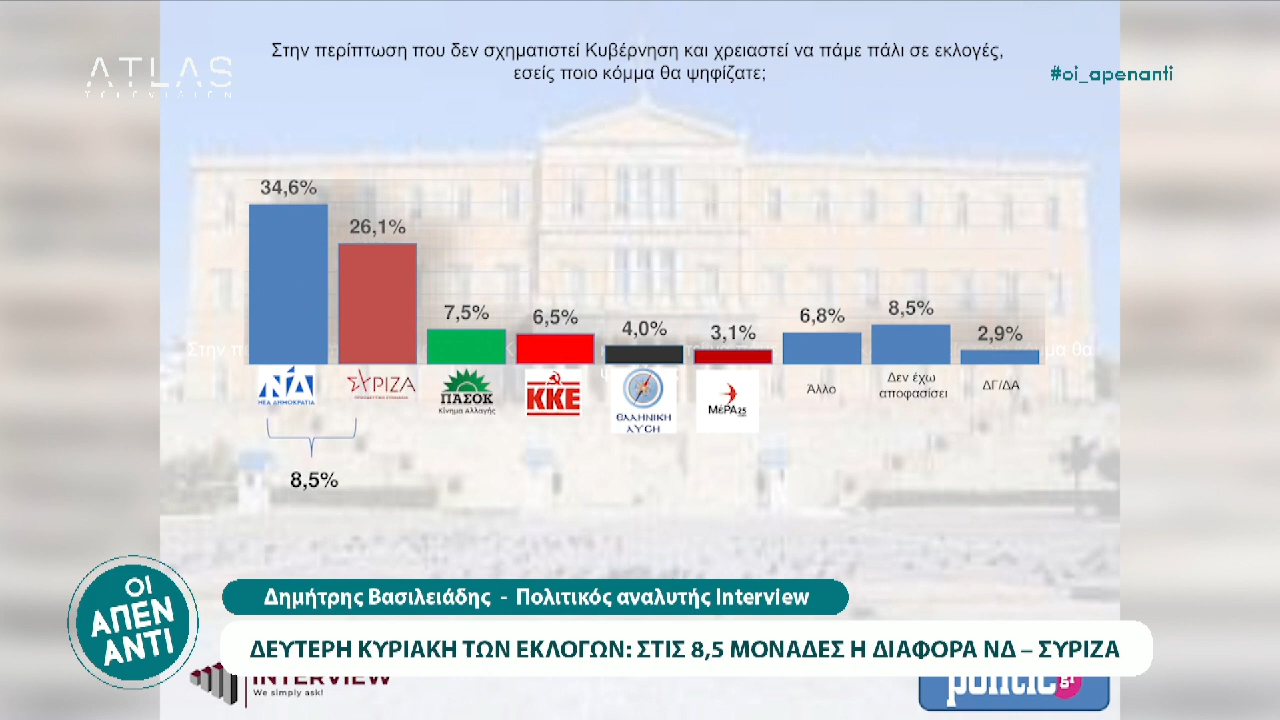 Στην περίπτωση που δεν σχηματιστεί Κυβέρνηση και χρειαστεί να πάμε πάλι σε εκλογές,
εσείς ποιο κόμμα θα ψηφίζατε;
ATLAS
TELEVISION
#oi_apenanti
34,6%
26,1%
7,5%
6,5%
4,0%
3,1%
6,8%
8,5%
2,9%
ΝΔ
ΝΕΑ ΔΗΜΟΚΡΑΤΙΑ
ΣΥΡΙΖΑ
ΠΑΣΟΚ
Κίνημα Αλλαγής
ΚΚΕ
ΕΛΛΗΝΙΚΗ
ΛΥΣΗ
ΜέΡΑ25
Άλλο
Δεν έχω
αποφασίσει
ΔΓ/ΔΑ
8,5%
ΟΙ
ΑΠΕΝ
ΑΝΤΙ
Δημήτρης Βασιλειάδης - Πολιτικός αναλυτής Interview
ΔΕΥΤΕΡΗ ΚΥΡΙΑΚΗ ΤΩΝ ΕΚΛΟΓΩΝ: ΣΤΙΣ 8,5 ΜΟΝΑΔΕΣ Η ΔΙΑΦΟΡΑ ΝΔ – ΣΥΡΙΖΑ
INTERVIEW
We simply ask!
politic.gr